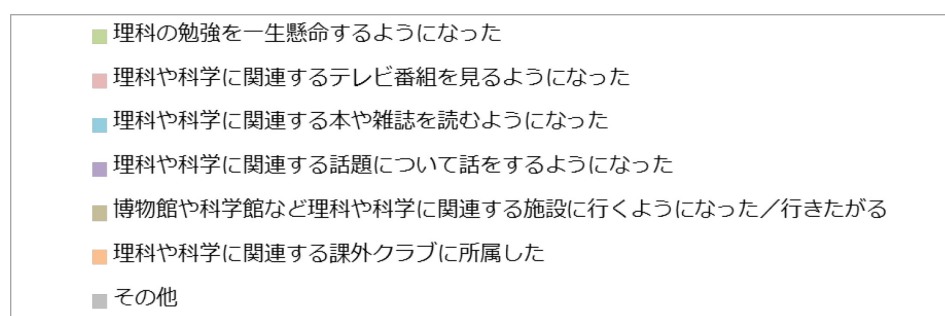 理科の勉強を一生懸命するようになった
理科や科学に関連するテレビ番組を見るようになった
理科や科学に関連する本や雑誌を読むようになった
理科や科学に関連する話題について話をするようになった
博物館や科学館など理科や科学に関連する施設に行くようになった／行きたがる
理科や科学に関連する課外クラブに所属した
その他